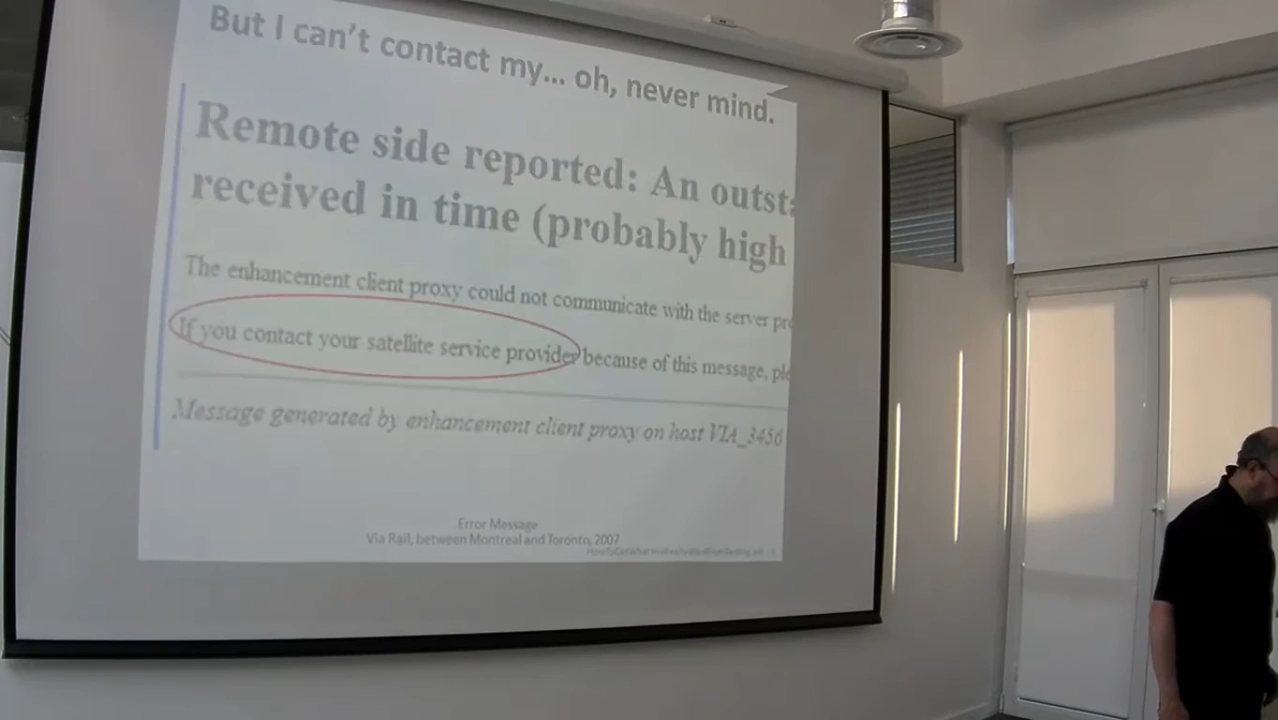 But I can't contact my... oh, never mind.
Remote side reported: An outst
received in time (probably high
The enhancement client proxy could not communicate with the server pr
If you contact your satellite service provider because of this message, ple
Message generated by enhancement client proxy on host VIA_3456
Error Message
Via Rail, between Montreal and Toronto, 2007